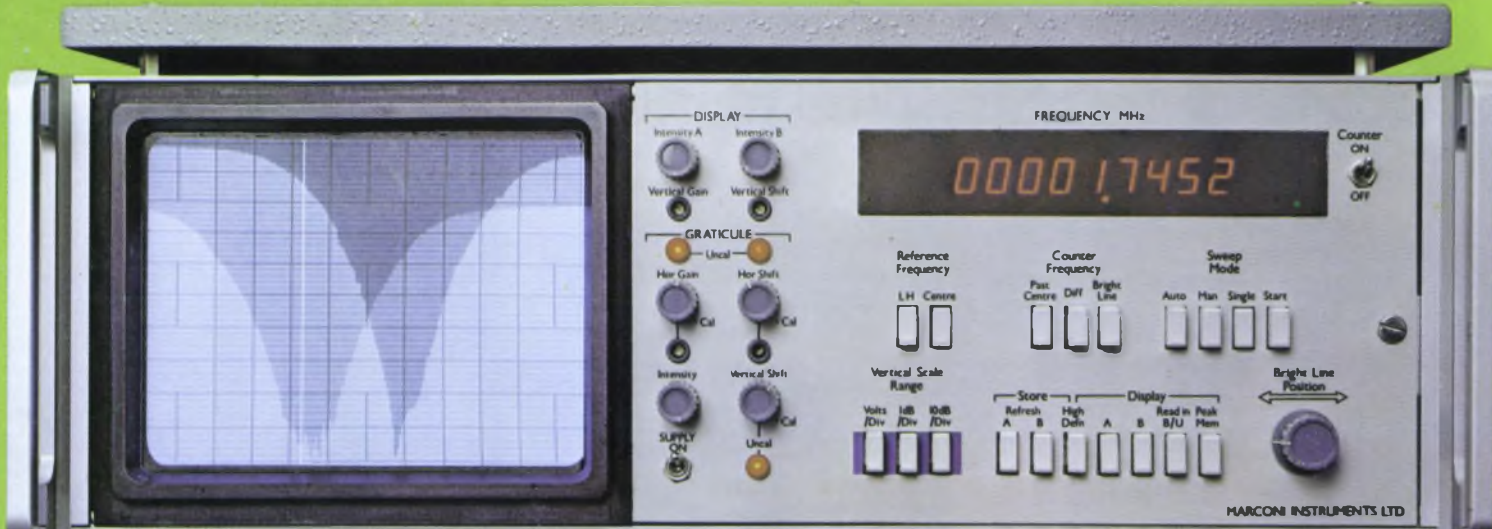 DISPLAY
Intensity A Intensity B
Vertical Gain Vertical Shift
GRATICULE
Uncal
Hor Gain Hor Shift
Cal Cal
Intensity Vertical Shift
Cal
SUPPLY
ON
Uncal
FREQUENCY MHz
00001.7452
Counter
ON
OFF
Reference
Frequency
LH Centre
Counter
Frequency
Past
Centre Diff Bright
Line
Sweep
Mode
Auto Man Single Start
Vertical Scale
Range
Volts
/Div 1dB
/Div 10dB
/Div
Store Display
Refresh
A B High
Defn A B Read in
B/U Peak
Mem
Bright Line
Position
MARCONI INSTRUMENTS LTD